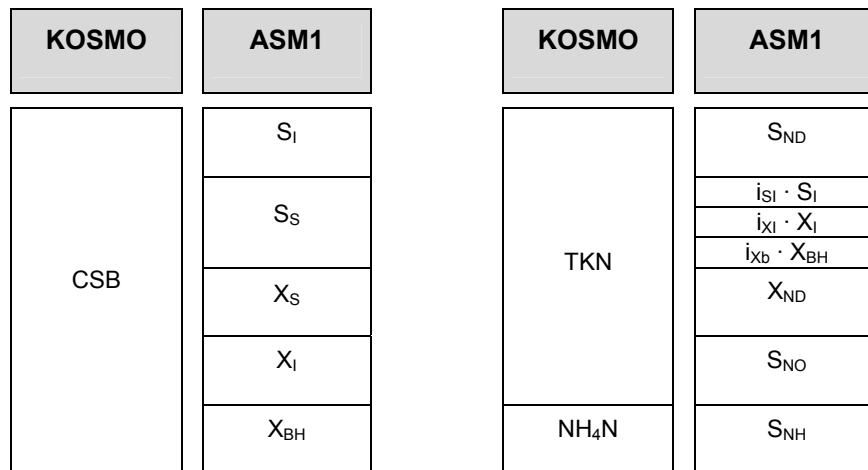 KOSMO ASM1 KOSMO ASM1
CSB
S_I
S_S
X_S
X_I
X_BH
TKN
NH₄N
S_ND
i_SI · S_I
i_XI · X_I
i_Xb · X_BH
X_ND
S_NO
S_NH